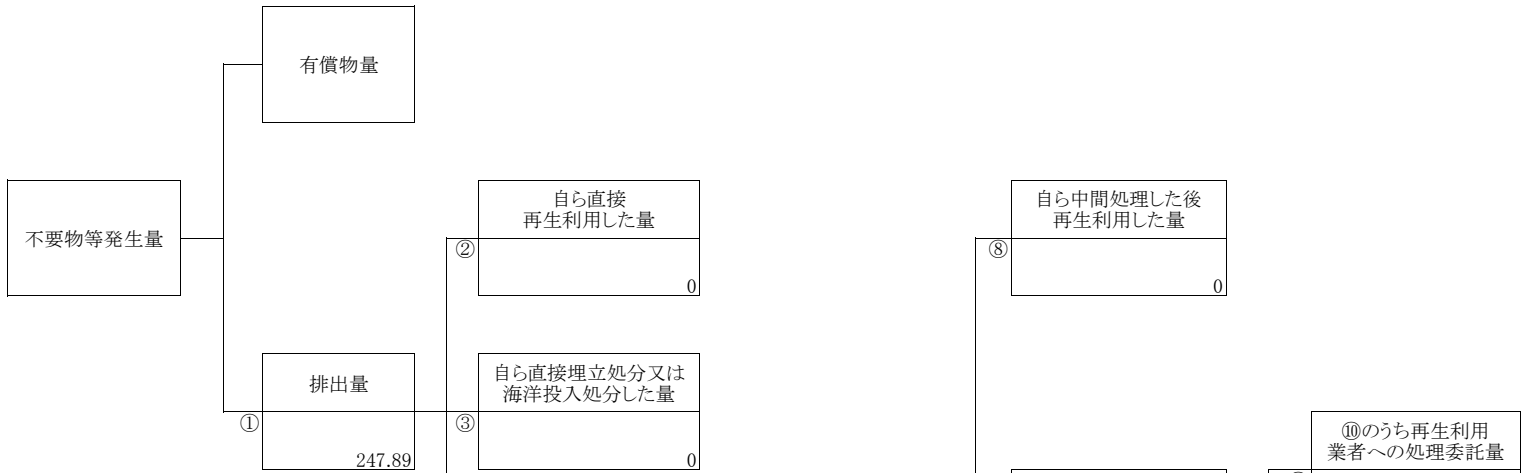 有償物量
不要物等発生量
自ら直接
再生利用した量
②
0
自ら中間処理した後
再生利用した量
⑧
0
排出量
①
247.89
自ら直接埋立処分又は
海洋投入処分した量
③
0
⑩のうち再生利用
業者への処理委託量